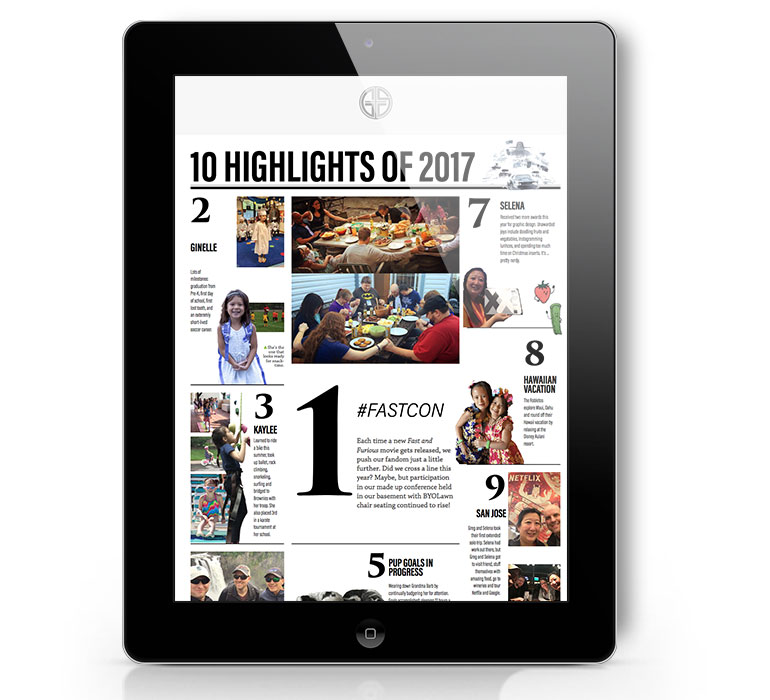 10 HIGHLIGHTS OF 2017
2
GINELLE
Lots of
milestones:
graduation from
Pre-K, first day
of school, first
lost tooth, and
an extremely
short-lived
soccer career.
She's the
one that
looks ready
for snack-
time.
3
KAYLEE
Learned to ride
a bike this
summer, took
up ballet, rock
climbing,
snorkeling,
surfing and
bridged to
Brownies with
her troop. She
also placed 3rd
in a karate
tournament at
her school.
1
#FASTCON
Each time a new Fast and
Furious movie gets released, we
push our fandom just a little
further. Did we cross a line this
year? Maybe, but participation
in our made up conference held
in our basement with BYOLawn
chair seating continued to rise!
5
PUP GOALS IN
PROGRESS
Wearing down Grandma Barb by
continually badgering her for attention.
7
SELENA
Received two more awards this
year for graphic design. Unawarded
joys include doodling fruits and
vegetables, Instagramming
turtlenecks, and spending too much
time on Christmas inserts. It's...
pretty nerdy.
8
HAWAIIAN
VACATION
The Robletos
explore Maui, Oahu
and round off their
Hawaii vacation by
relaxing at the
Disney Aulani
resort.
9
NETFLIX
SAN JOSE
Greg and Selena took
their first extended
solo trip. Selena had
work out there, but
Greg and Selena got
to visit friend, stuff
themselves with
amazing food, go to
wineries and tour
Netflix and Google.